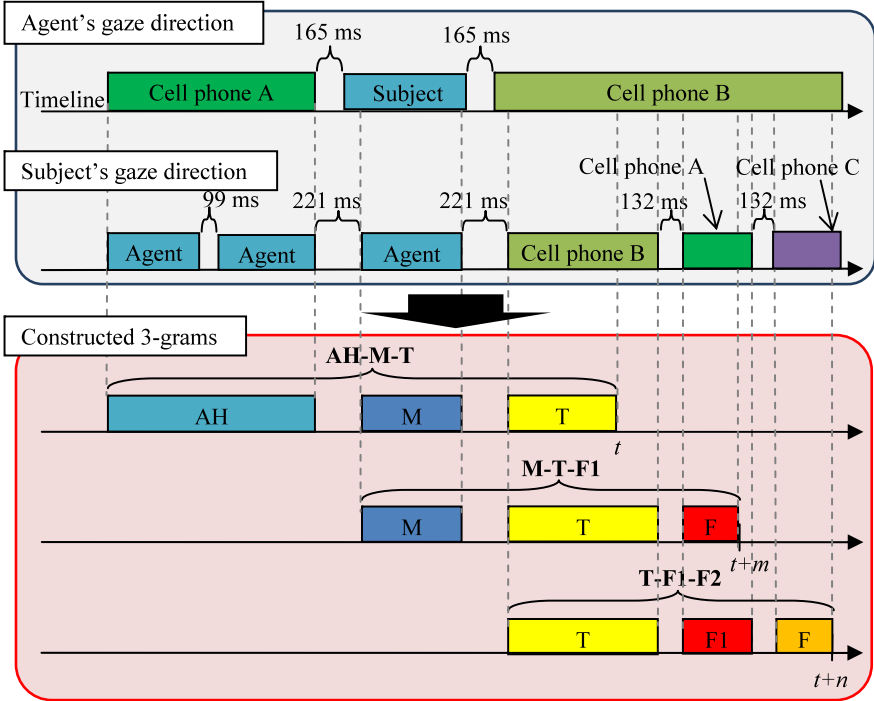 Agent's gaze direction
165 ms 165 ms
Timeline Cell phone A Subject Cell phone B
Subject's gaze direction
Cell phone A Cell phone C
99 ms 221 ms 221 ms 132 ms 132 ms
Agent Agent Agent Cell phone B
Constructed 3-grams
AH-M-T
AH M T
t
M-T-F1
M T F
t+m
T-F1-F2
T F1 F
t+n